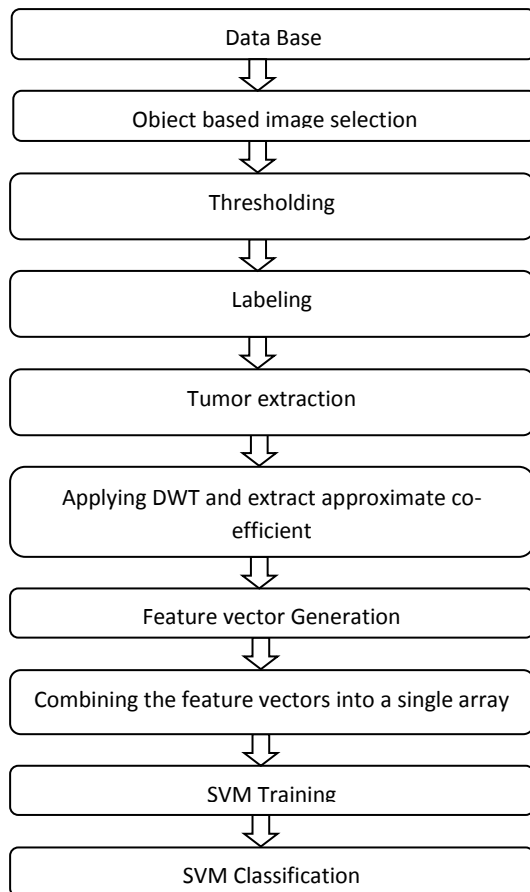 Data Base
Object based image selection
Thresholding
Labeling
Tumor extraction
Applying DWT and extract approximate co-
efficient
Feature vector Generation
Combining the feature vectors into a single array
SVM Training
SVM Classification